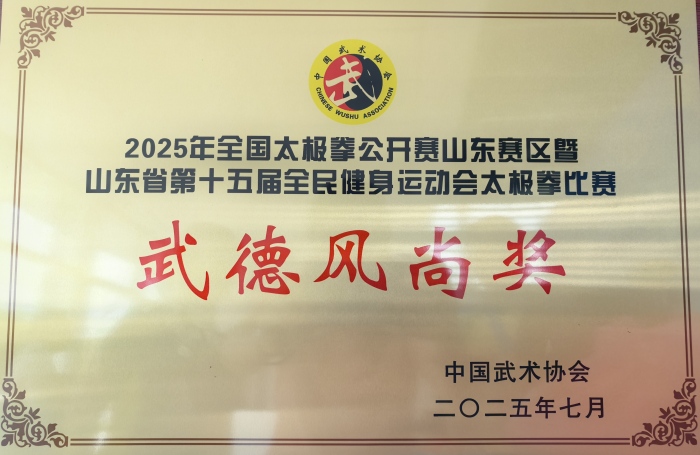 中国武术协会
武
CHINESE WUSHU ASSOCIATION
2025年全国太极拳公开赛山东赛区暨
山东省第十五届全民健身运动会太极拳比赛
武德风尚奖
中国武术协会
二〇二五年七月